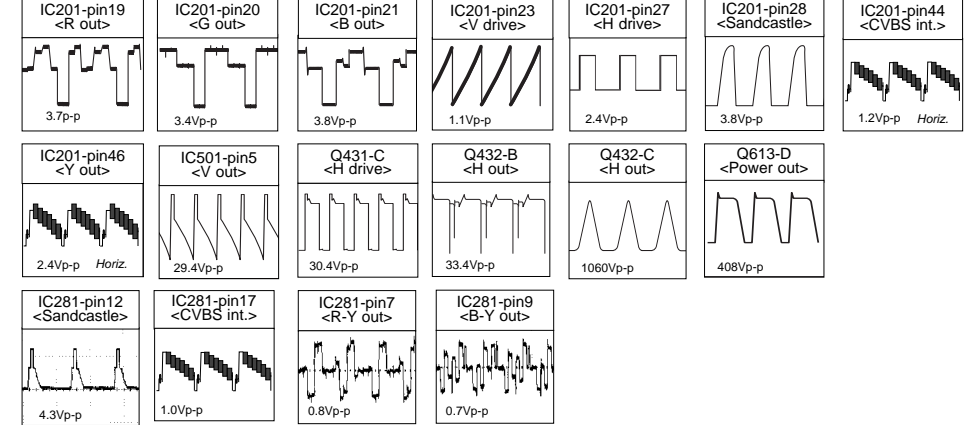 IC201-pin19
<R out>
3.7p-p
IC201-pin20
<G out>
3.4Vp-p
IC201-pin21
<B out>
3.8Vp-p
IC201-pin23
<V drive>
1.1Vp-p
IC201-pin27
<H drive>
2.4Vp-p
IC201-pin28
<Sandcastle>
3.8Vp-p
IC201-pin44
<CVBS int.>
1.2Vp-p Horiz.
IC201-pin46
<Y out>
2.4Vp-p Horiz.
IC501-pin5
<V out>
29.4Vp-p
Q431-C
<H drive>
30.4Vp-p
Q432-B
<H out>
33.4Vp-p
Q432-C
<H out>
1060Vp-p
Q613-D
<Power out>
408Vp-p
IC281-pin12
<Sandcastle>
4.3Vp-p
IC281-pin17
<CVBS int.>
1.0Vp-p
IC281-pin7
<R-Y out>
0.8Vp-p
IC281-pin9
<B-Y out>
0.7Vp-p